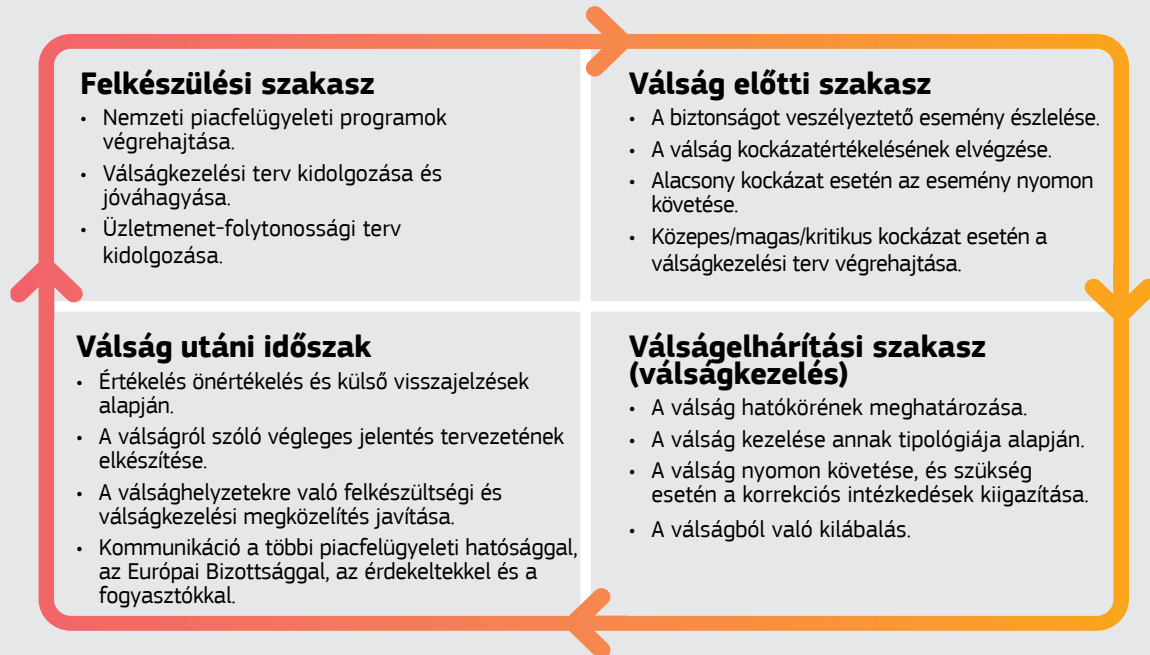 Felkészülési szakasz
• Nemzeti piacfelügyeleti programok
végrehajtása.
• Válságkezelési terv kidolgozása és
jóváhagyása.
• Üzletmenet-folytonossági terv
kidolgozása.
Válság előtti szakasz
• A biztonságot veszélyeztető esemény észlelése.
• A válság kockázatértékelésének elvégzése.
• Alacsony kockázat esetén az esemény nyomon
követése.
• Közepes/magas/kritikus kockázat esetén a
válságkezelési terv végrehajtása.
Válság utáni időszak
• Értékelés önértékelés és külső visszajelzések
alapján.
• A válságról szóló végleges jelentés tervezetének
elkészítése.
• A válsághelyzetekre való felkészültségi és
válságkezelési megközelítés javítása.
• Kommunikáció a többi piacfelügyeleti hatósággal,
az Európai Bizottsággal, az érdekeltekkel és a
fogyasztókkal.
Válságelhárítási szakasz
(válságkezelés)
• A válság hatókörének meghatározása.
• A válság kezelése annak tipológiája alapján.
• A válság nyomon követése, és szükség
esetén a korrekciós intézkedések kiigazítása.
• A válságból való kilábalás.